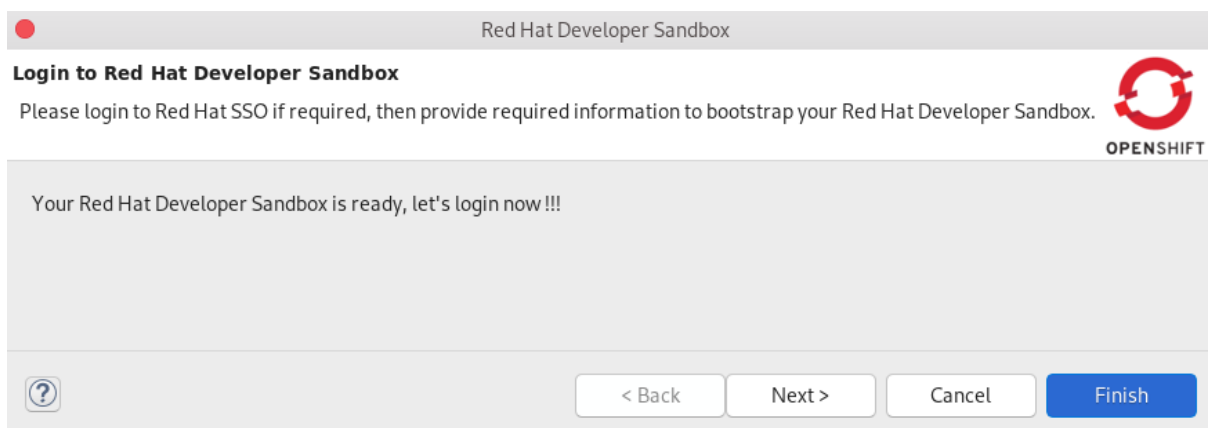 Red Hat Developer Sandbox
Login to Red Hat Developer Sandbox
Please login to Red Hat SSO if required, then provide required information to bootstrap your Red Hat Developer Sandbox.
OPENSHIFT
Your Red Hat Developer Sandbox is ready, let's login now !!!
?
< Back
Next >
Cancel
Finish